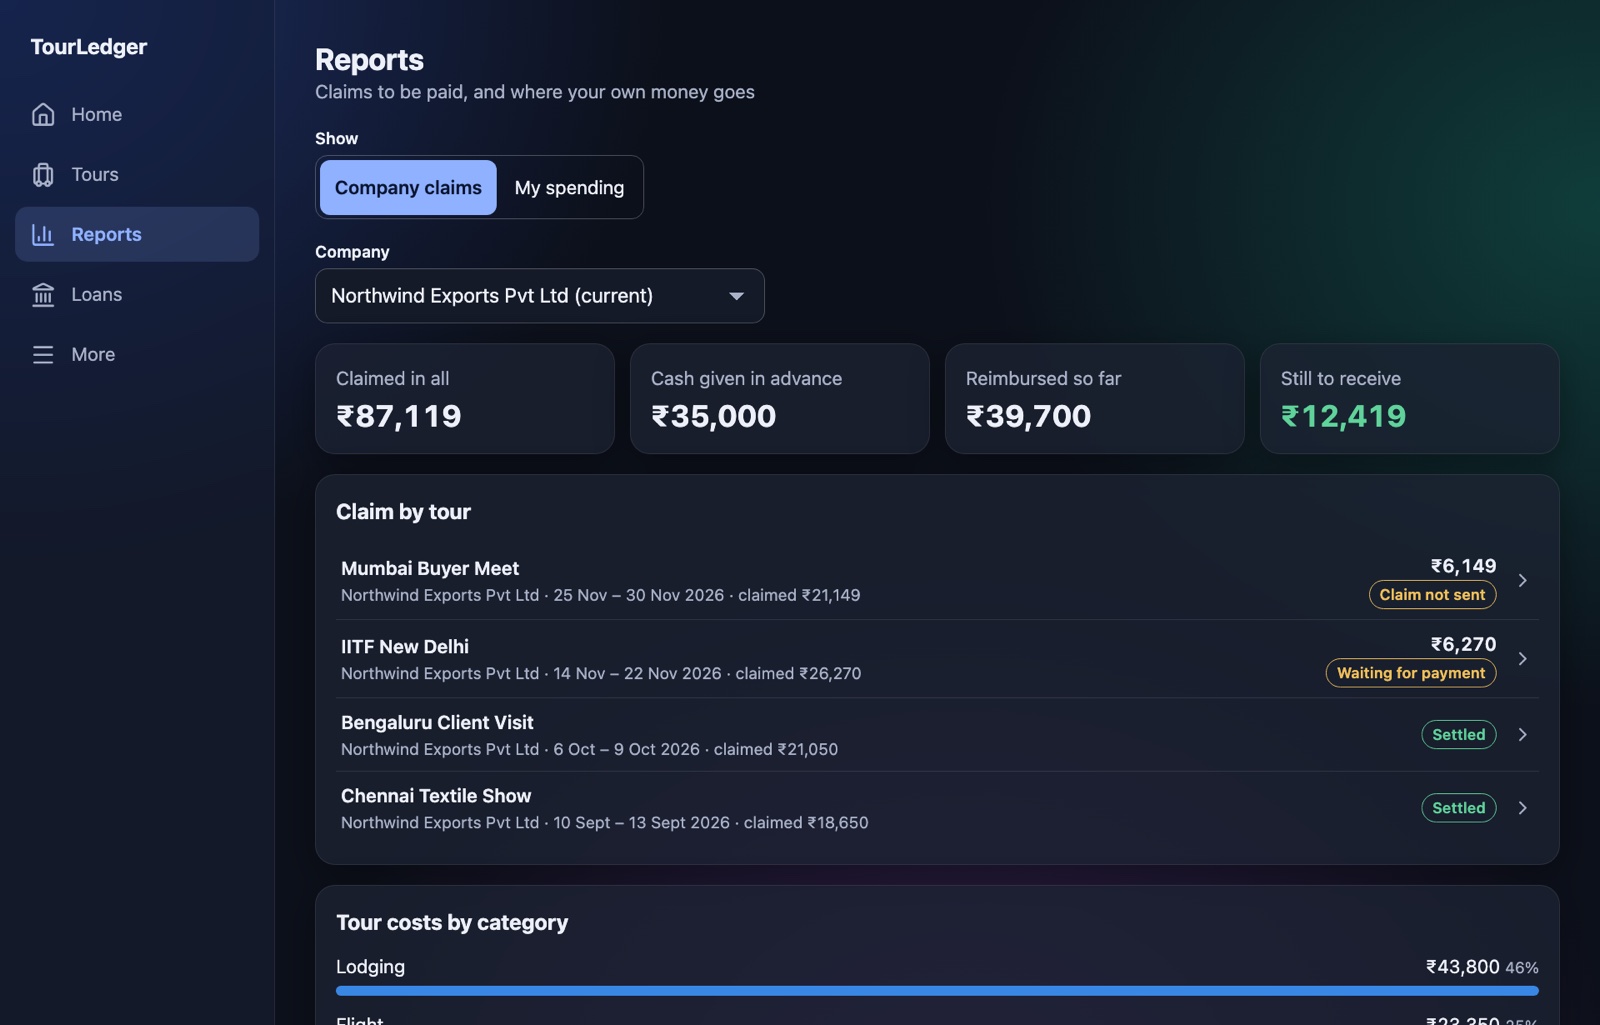 TourLedger
Home
Tours
Reports
Loans
More
Reports
Claims to be paid, and where your own money goes
Show
Company claims
My spending
Company
Northwind Exports Pvt Ltd (current)
Claimed in all
₹87,119
Cash given in advance
₹35,000
Reimbursed so far
₹39,700
Still to receive
₹12,419
Claim by tour
Mumbai Buyer Meet
₹6,149
Northwind Exports Pvt Ltd · 25 Nov – 30 Nov 2026 · claimed ₹21,149
Claim not sent
IITF New Delhi
₹6,270
Northwind Exports Pvt Ltd · 14 Nov – 22 Nov 2026 · claimed ₹26,270
Waiting for payment
Bengaluru Client Visit
Northwind Exports Pvt Ltd · 6 Oct – 9 Oct 2026 · claimed ₹21,050
Settled
Chennai Textile Show
Northwind Exports Pvt Ltd · 10 Sept – 13 Sept 2026 · claimed ₹18,650
Settled
Tour costs by category
Lodging
₹43,800 46%
Flight
₹23,350 25%